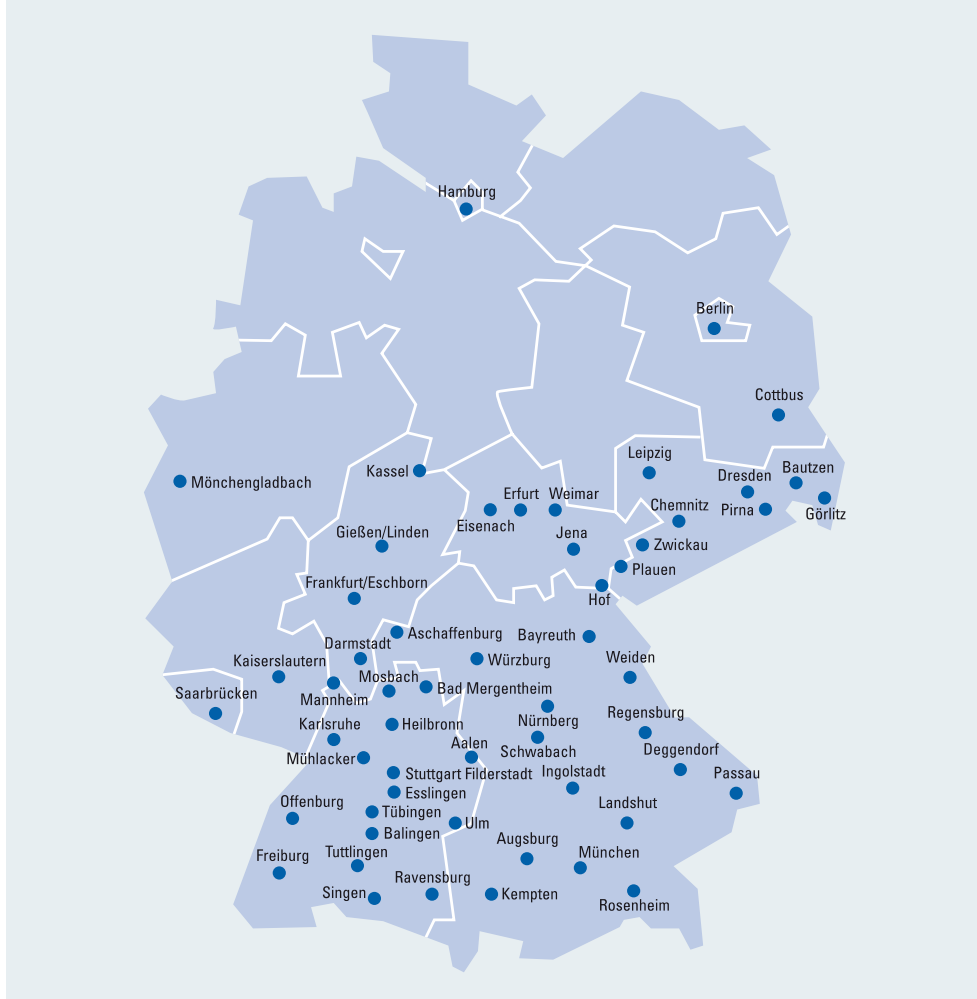 Hamburg
Berlin
Cottbus
Leipzig
Bautzen
Kassel
Dresden
Mönchengladbach
Erfurt
Weimar
Chemnitz
Pirna
Görlitz
Eisenach
Gießen/Linden
Jena
Zwickau
Plauen
Frankfurt/Eschborn
Hof
Aschaffenburg
Bayreuth
Darmstadt
Kaiserslautern
Würzburg
Weiden
Mosbach
Saarbrücken
Bad Mergentheim
Mannheim
Regensburg
Karlsruhe
Heilbronn
Nürnberg
Aalen
Schwabach
Deggendorf
Mühlacker
Stuttgart Filderstadt
Ingolstadt
Passau
Esslingen
Offenburg
Landshut
Tübingen
Ulm
Balingen
Augsburg
Tuttlingen
München
Freiburg
Ravensburg
Singen
Kempten
Rosenheim